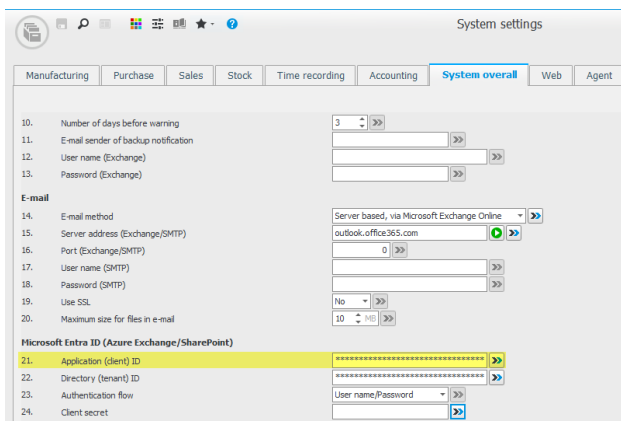 System settings
Manufacturing Purchase Sales Stock Time recording Accounting System overall Web Agent
10. Number of days before warning 3
11. E-mail sender of backup notification
12. User name (Exchange)
13. Password (Exchange)
E-mail
14. E-mail method Server based, via Microsoft Exchange Online
15. Server address (Exchange/SMTP) outlook.office365.com
16. Port (Exchange/SMTP) 0
17. User name (SMTP)
18. Password (SMTP)
19. Use SSL No
20. Maximum size for files in e-mail 10 MB
Microsoft Entra ID (Azure Exchange/SharePoint)
21. Application (client) ID ********************************
22. Directory (tenant) ID ********************************
23. Authentication flow User name/Password
24. Client secret